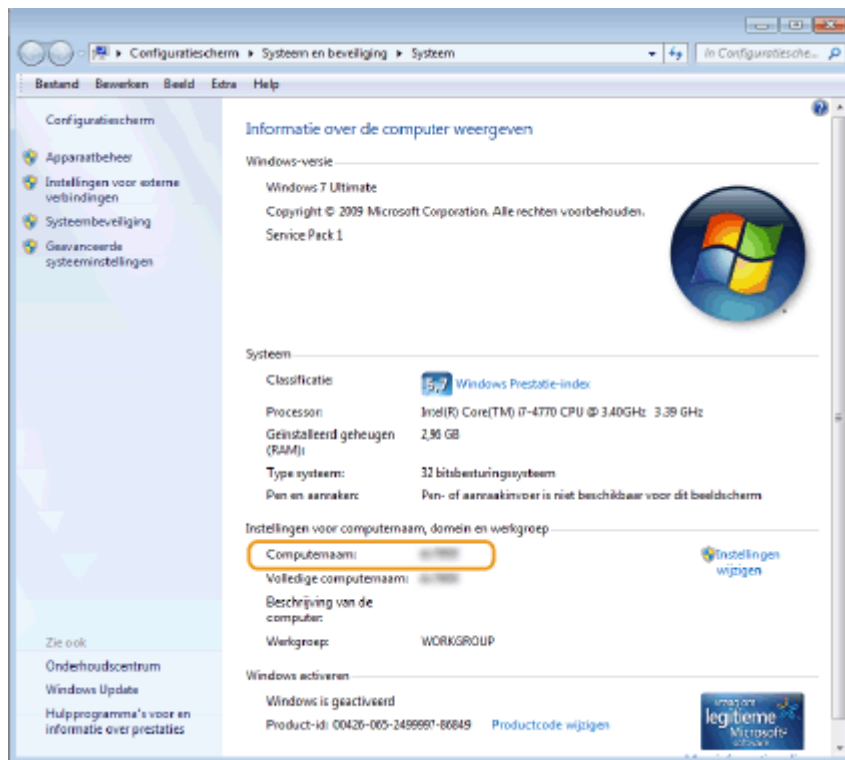 Configuratiescherm ▸ Systeem en beveiliging ▸ Systeem
In Configuratiesche...
Bestand Bewerken Beeld Extra Help
Configuratiescherm
Apparaatbeheer
Instellingen voor externe
verbindingen
Systeembeveiliging
Geavanceerde
systeeminstellingen
Informatie over de computer weergeven
Windows-versie
Windows 7 Ultimate
Copyright © 2009 Microsoft Corporation. Alle rechten voorbehouden.
Service Pack 1
Systeem
Classificatie: 5,7 Windows Prestatie-index
Processor: Intel(R) Core(TM) i7-4770 CPU @ 3.40GHz 3.39 GHz
Geïnstalleerd geheugen 2,96 GB
(RAM):
Type systeem: 32 bitsbesturingssysteem
Pen en aanraken: Pen- of aanraakinvoer is niet beschikbaar voor dit beeldscherm
Instellingen voor computernaam, domein en werkgroep
Computernaam:
Instellingen
wijzigen
Volledige computernaam:
Beschrijving van de
computer:
Werkgroep: WORKGROUP
Windows activeren
Windows is geactiveerd
Product-id: 00426-065-2499997-86849 Productcode wijzigen
legitieme
Microsoft
software
Zie ook
Onderhoudscentrum
Windows Update
Hulpprogramma's voor en
informatie over prestaties